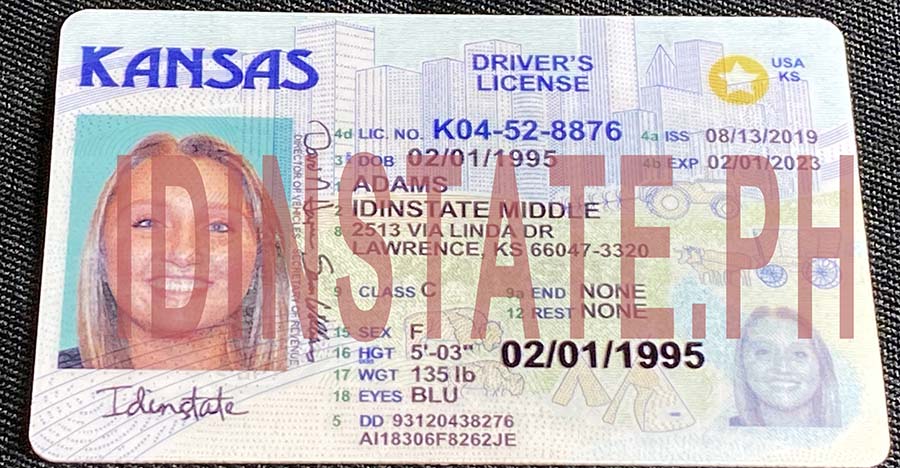 KANSAS
DRIVER'S
LICENSE
USA
KS
4d LIC. NO. K04-52-8876
4a ISS 08/13/2019
3 DOB 02/01/1995
4b EXP 02/01/2023
1 ADAMS
2 IDINSTATE MIDDLE
8 2513 VIA LINDA DR
LAWRENCE, KS 66047-3320
9 CLASS C
9a END NONE
12 REST NONE
15 SEX F
16 HGT 5'-03"
02/01/1995
17 WGT 135 lb
18 EYES BLU
5 DD 93120438276
AI18306F8262JE
Idinstate
DIRECTOR OF VEHICLES SECRETARY OF REVENUE
IDINSTATE.PH